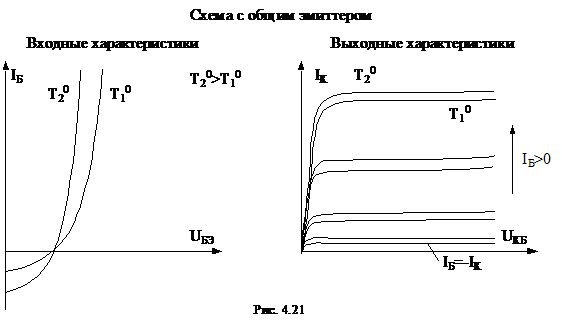 Схема с общим эмиттером
Входные характеристики
Выходные характеристики
IБ
T₂⁰
T₁⁰
T₂⁰>T₁⁰
UБЭ
IК
T₂⁰
T₁⁰
IБ>0
UКБ
IБ=-IК
Рис. 4.21